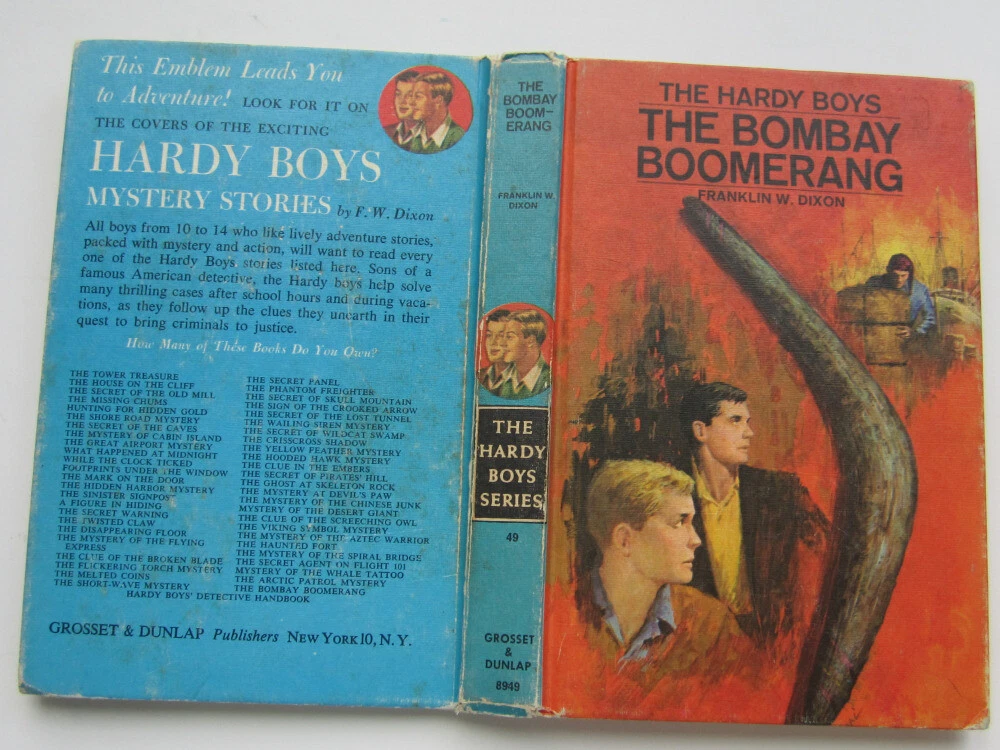 This Emblem Leads You
to Adventure! LOOK FOR IT ON
THE COVERS OF THE EXCITING
HARDY BOYS
MYSTERY STORIES by F. W. Dixon
All boys from 10 to 14 who like lively adventure stories,
packed with mystery and action, will want to read every
one of the Hardy Boys stories listed here. Sons of a
famous American detective, the Hardy boys help solve
many thrilling cases after school hours and during vaca-
tions, as they follow up the clues they unearth in their
quest to bring criminals to justice.
How Many of These Books Do You Own?
THE TOWER TREASURE
THE HOUSE ON THE CLIFF
THE SECRET OF THE OLD MILL
THE MISSING CHUMS
HUNTING FOR HIDDEN GOLD
THE SHORE ROAD MYSTERY
THE SECRET OF THE CAVES
THE MYSTERY OF CABIN ISLAND
THE GREAT AIRPORT MYSTERY
WHAT HAPPENED AT MIDNIGHT
WHILE THE CLOCK TICKED
FOOTPRINTS UNDER THE WINDOW
THE MARK ON THE DOOR
THE HIDDEN HARBOR MYSTERY
THE SINISTER SIGNPOST
A FIGURE IN HIDING
THE SECRET WARNING
THE TWISTED CLAW
THE DISAPPEARING FLOOR
THE MYSTERY OF THE FLYING
EXPRESS
THE CLUE OF THE BROKEN BLADE
THE FLICKERING TORCH MYSTERY
THE MELTED COINS
THE SHORT-WAVE MYSTERY
THE SECRET PANEL
THE PHANTOM FREIGHTER
THE SECRET OF SKULL MOUNTAIN
THE SIGN OF THE CROOKED ARROW
THE SECRET OF THE LOST TUNNEL
THE WAILING SIREN MYSTERY
THE SECRET OF WILDCAT SWAMP
THE CRISSCROSS SHADOW
THE YELLOW FEATHER MYSTERY
THE HOODED HAWK MYSTERY
THE CLUE IN THE EMBERS
THE SECRET OF PIRATES' HILL
THE GHOST AT SKELETON ROCK
THE MYSTERY AT DEVIL'S PAW
THE MYSTERY OF THE CHINESE JUNK
MYSTERY OF THE DESERT GIANT
THE CLUE OF THE SCREECHING OWL
THE VIKING SYMBOL MYSTERY
THE MYSTERY OF THE AZTEC WARRIOR
THE HAUNTED FORT
THE MYSTERY OF THE SPIRAL BRIDGE
THE SECRET AGENT ON FLIGHT 101
MYSTERY OF THE WHALE TATTOO
THE ARCTIC PATROL MYSTERY
THE BOMBAY BOOMERANG
HARDY BOYS' DETECTIVE HANDBOOK
GROSSET & DUNLAP Publishers NEW YORK 10, N. Y.
THE
BOMBAY
BOOM-
ERANG
FRANKLIN W.
DIXON
THE
HARDY
BOYS
SERIES
49
GROSSET
&
DUNLAP
8949
THE HARDY BOYS
THE BOMBAY
BOOMERANG
FRANKLIN W. DIXON